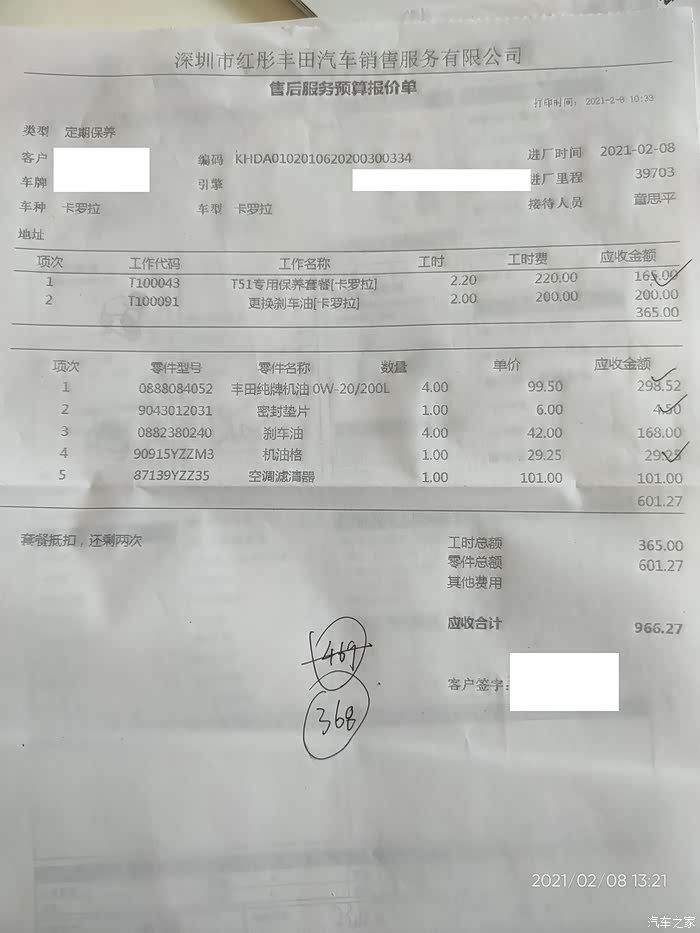 深圳市红彤丰田汽车销售服务有限公司
售后服务预算报价单
打印时间: 2021-2-8 10:33
类型 定期保养
客户 编码 KHDA0102010620200300334 进厂时间 2021-02-08
车牌 引擎 进厂里程 39703
车种 卡罗拉 车型 卡罗拉 接待人员 童思平
地址
项次 工作代码 工作名称 工时 工时费 应收金额
1 T100043 T51专用保养套餐[卡罗拉] 2.20 220.00 165.00
2 T100091 更换刹车油[卡罗拉] 2.00 200.00 200.00
365.00
项次 零件型号 零件名称 数量 单价 应收金额
1 0888084052 丰田纯牌机油 0W-20/200L 4.00 99.50 298.52
2 9043012031 密封垫片 1.00 6.00 4.50
3 0882380240 刹车油 4.00 42.00 168.00
4 90915YZZM3 机油格 1.00 29.25 29.25
5 87139YZZ35 空调滤清器 1.00 101.00 101.00
601.27
套餐抵扣，还剩两次 工时总额 365.00
零件总额 601.27
其他费用
应收合计 966.27
469
客户签字:
368
2021/02/08 13:21
汽车之家